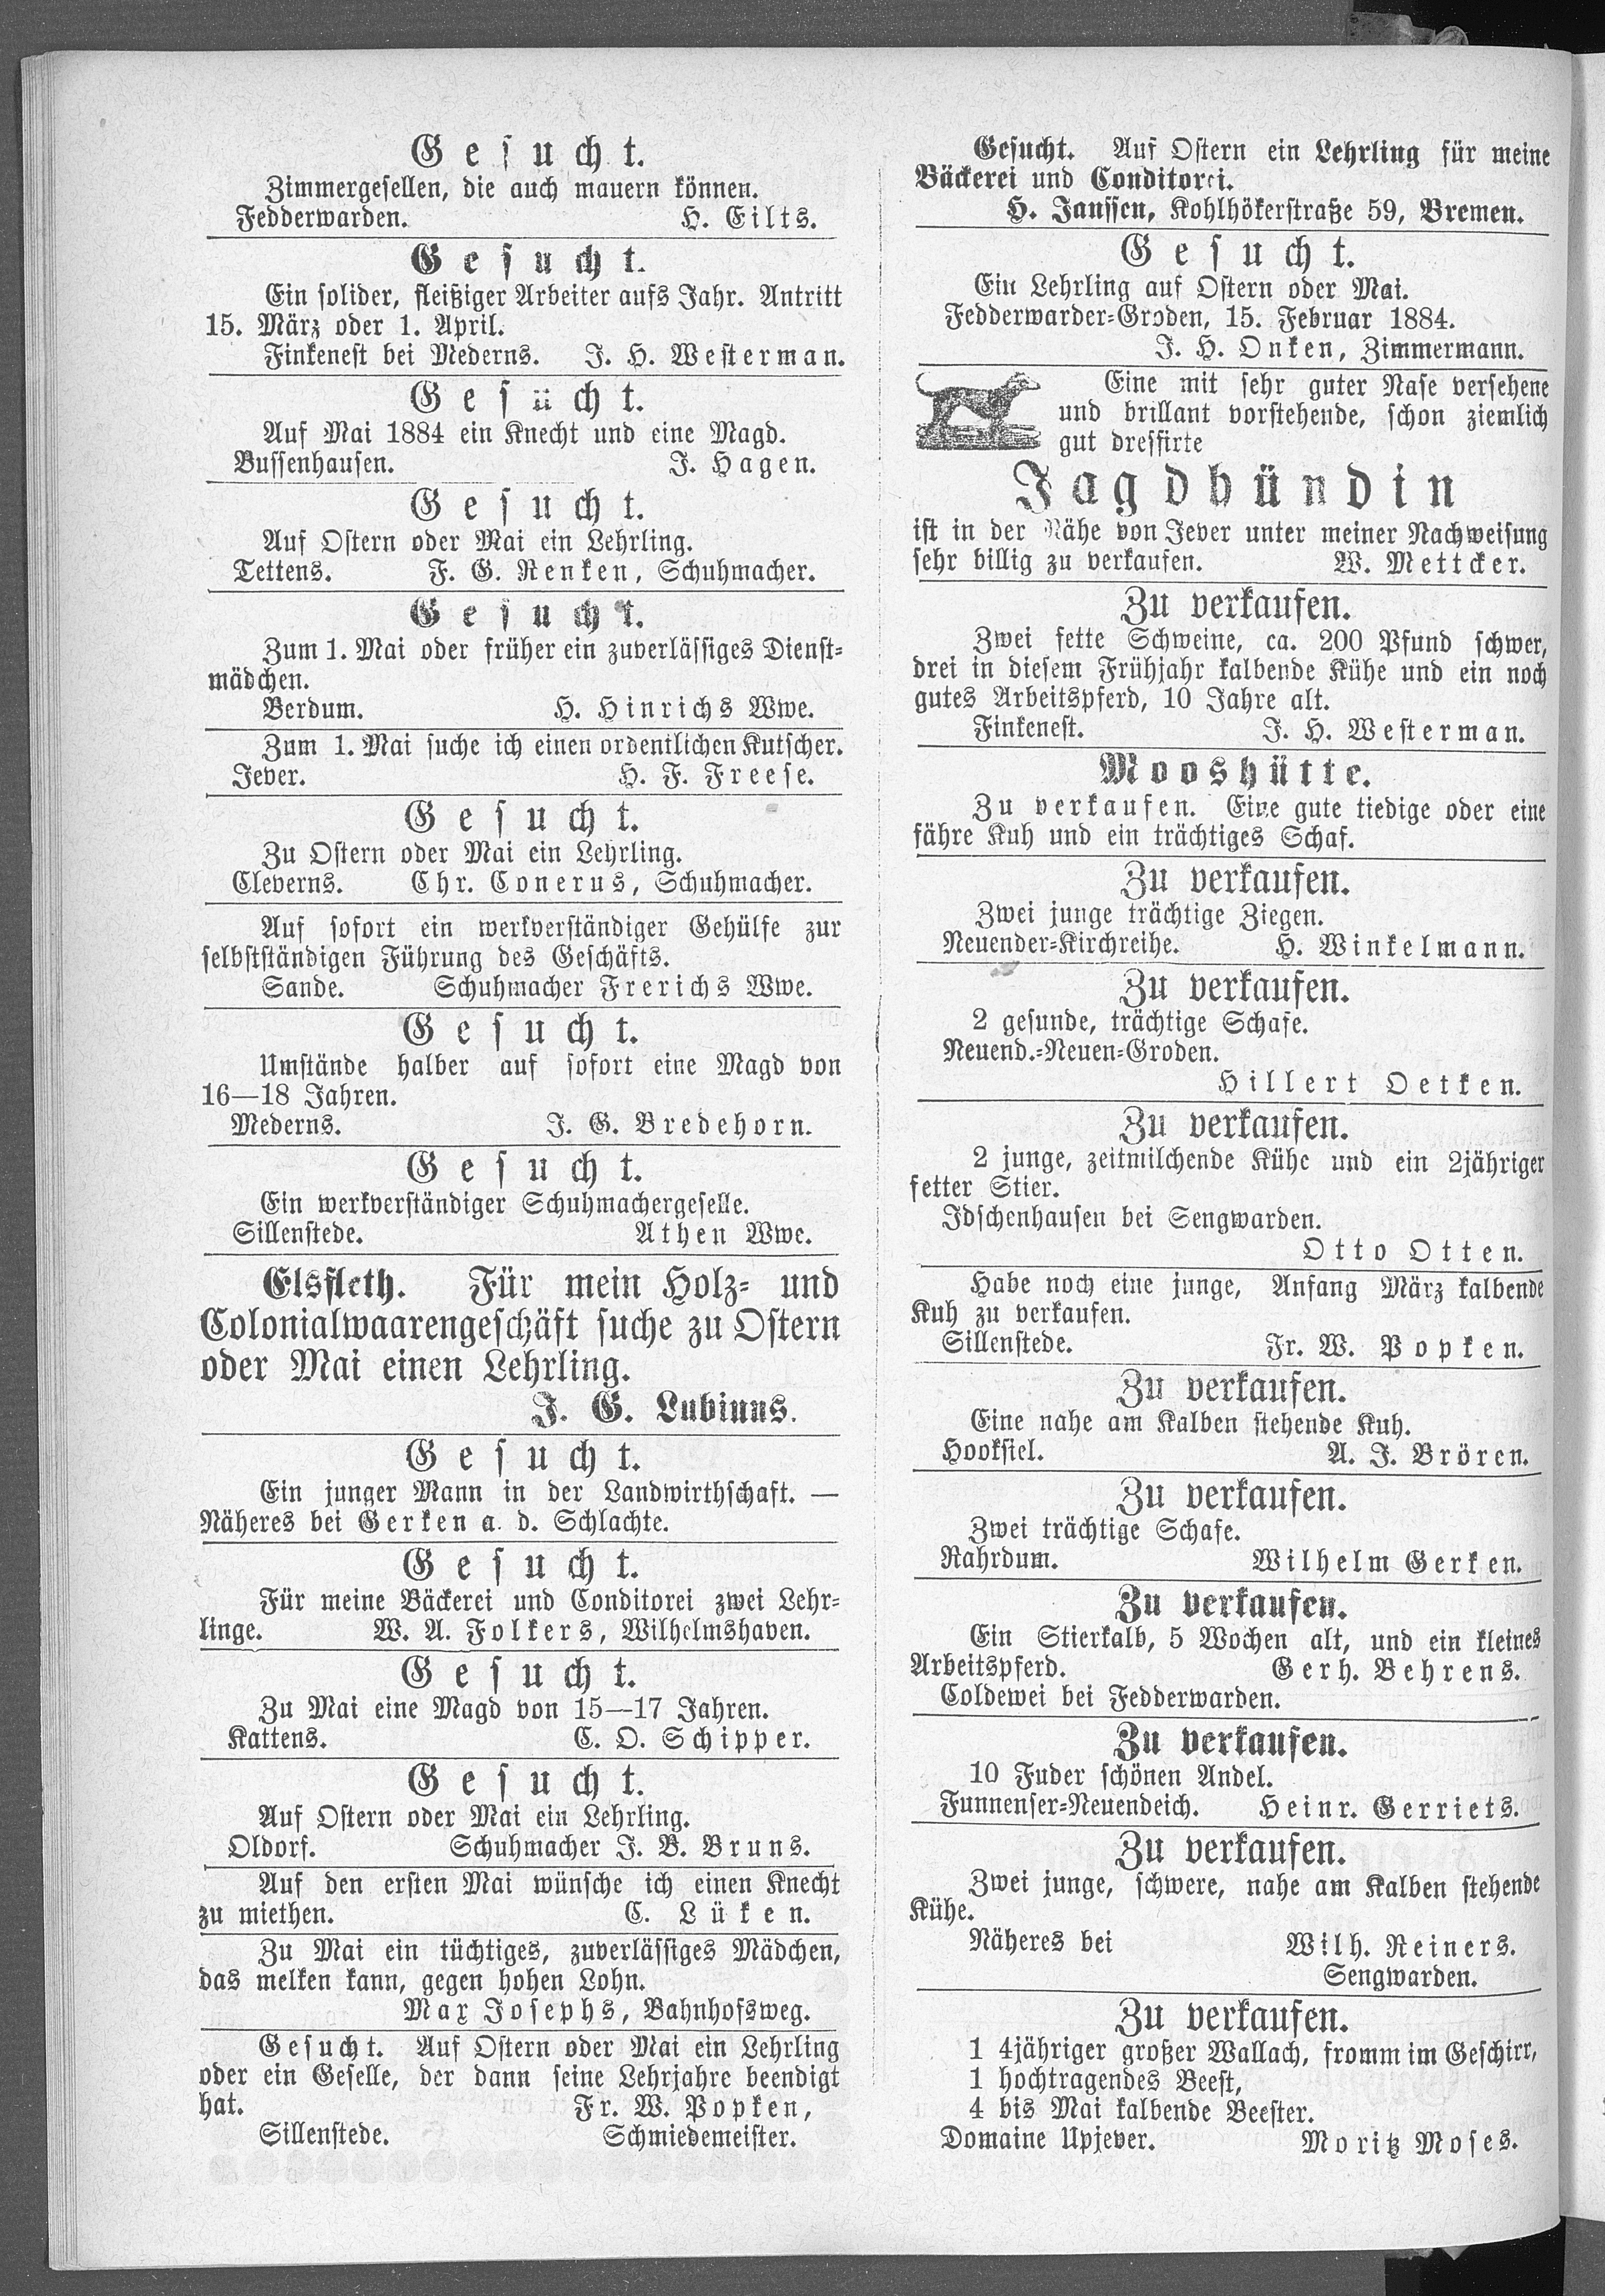 Gesucht.
Zimmergesellen, die auch mauern können.
Fedderwarden. H. Eilts.
Gesucht.
Ein solider, fleißiger Arbeiter aufs Jahr. Antritt
15. März oder 1. April.
Finkenest bei Mederns. J. H. Westerman.
Gesucht.
Auf Mai 1884 ein Knecht und eine Magd.
Bussenhausen. J. Hagen.
Gesucht.
Auf Ostern oder Mai ein Lehrling.
Tettens. F. G. Renken, Schuhmacher.
Gesucht.
Zum 1. Mai oder früher ein zuverlässiges Dienst-
mädchen.
Berdum. H. Hinrichs Wwe.
Zum 1. Mai suche ich einen ordentlichen Kutscher.
Jever. H. F. Freese.
Gesucht.
Zu Ostern oder Mai ein Lehrling.
Cleverns. Chr. Conerus, Schuhmacher.
Auf sofort ein werkverständiger Gehülfe zur
selbstständigen Führung des Geschäfts.
Sande. Schuhmacher Frerichs Wwe.
Gesucht.
Umstände halber auf sofort eine Magd von
16—18 Jahren.
Mederns. J. G. Bredehorn.
Gesucht.
Ein werkverständiger Schuhmachergeselle.
Sillenstede. Athen Wwe.
Elsfleth. Für mein Holz- und
Colonialwaarengeschäft suche zu Ostern
oder Mai einen Lehrling.
J. G. Lubinus.
Gesucht.
Ein junger Mann in der Landwirthschaft. —
Näheres bei Gerken a. d. Schlachte.
Gesucht.
Für meine Bäckerei und Conditorei zwei Lehr-
linge. W. A. Folkers, Wilhelmshaven.
Gesucht.
Zu Mai eine Magd von 15—17 Jahren.
Kattens. C. O. Schipper.
Gesucht.
Auf Ostern oder Mai ein Lehrling.
Oldorf. Schuhmacher J. B. Bruns.
Auf den ersten Mai wünsche ich einen Knecht
zu miethen. C. Lüken.
Zu Mai ein tüchtiges, zuverlässiges Mädchen,
das melken kann, gegen hohen Lohn.
Max Josephs, Bahnhofsweg.
Gesucht. Auf Ostern oder Mai ein Lehrling
oder ein Geselle, der dann seine Lehrjahre beendigt
hat. Fr. W. Popken,
Sillenstede. Schmiedemeister.
Gesucht. Auf Ostern ein Lehrling für meine
Bäckerei und Conditorei.
H. Janssen, Kohlhökerstraße 59, Bremen.
Gesucht.
Ein Lehrling auf Ostern oder Mai.
Fedderwarder-Groden, 15. Februar 1884.
J. H. Onken, Zimmermann.
Eine mit sehr guter Nase versehene
und brillant vorstehende, schon ziemlich
gut dressirte
Jagdhündin
ist in der Nähe von Jever unter meiner Nachweisung
sehr billig zu verkaufen. W. Mettcker.
Zu verkaufen.
Zwei fette Schweine, ca. 200 Pfund schwer,
drei in diesem Frühjahr kalbende Kühe und ein noch
gutes Arbeitspferd, 10 Jahre alt.
Finkenest. J. H. Westerman.
Mooshütte.
Zu verkaufen. Eine gute tiedige oder eine
fähre Kuh und ein trächtiges Schaf.
Zu verkaufen.
Zwei junge trächtige Ziegen.
Neuender-Kirchreihe. H. Winkelmann.
Zu verkaufen.
2 gesunde, trächtige Schafe.
Neuend.-Neuen-Groden.
Hillert Oetken.
Zu verkaufen.
2 junge, zeitmilchende Kühe und ein 2jähriger
fetter Stier.
Idschenhausen bei Sengwarden.
Otto Otten.
Habe noch eine junge, Anfang März kalbende
Kuh zu verkaufen.
Sillenstede. Fr. W. Popken.
Zu verkaufen.
Eine nahe am Kalben stehende Kuh.
Hooksiel. A. J. Brören.
Zu verkaufen.
Zwei trächtige Schafe.
Rahrdum. Wilhelm Gerken.
Zu verkaufen.
Ein Stierkalb, 5 Wochen alt, und ein kleines
Arbeitspferd. Gerh. Behrens.
Coldewei bei Fedderwarden.
Zu verkaufen.
10 Fuder schönen Andel.
Funnenser-Neuendeich. Heinr. Gerriets.
Zu verkaufen.
Zwei junge, schwere, nahe am Kalben stehende
Kühe.
Näheres bei Wilh. Reiners.
Sengwarden.
Zu verkaufen.
1 4jähriger großer Wallach, fromm im Geschirr,
1 hochtragendes Beest,
4 bis Mai kalbende Beester.
Domaine Upjever. Moritz Moses.